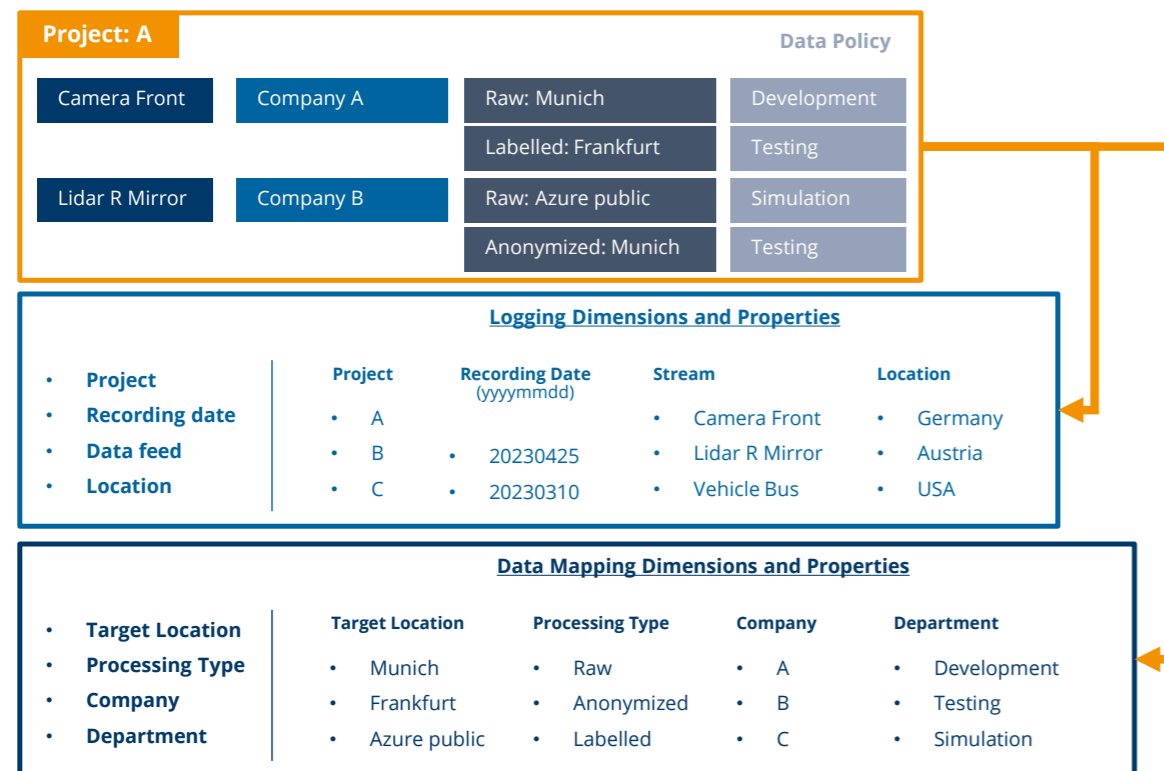 Project: A
Data Policy
Camera Front Company A Raw: Munich Development
Labelled: Frankfurt Testing
Lidar R Mirror Company B Raw: Azure public Simulation
Anonymized: Munich Testing
Logging Dimensions and Properties
• Project
• Recording date
• Data feed
• Location
Project
• A
• B
• C
Recording Date
(yyyymmdd)
• 20230425
• 20230310
Stream
• Camera Front
• Lidar R Mirror
• Vehicle Bus
Location
• Germany
• Austria
• USA
Data Mapping Dimensions and Properties
• Target Location
• Processing Type
• Company
• Department
Target Location
• Munich
• Frankfurt
• Azure public
Processing Type
• Raw
• Anonymized
• Labelled
Company
• A
• B
• C
Department
• Development
• Testing
• Simulation